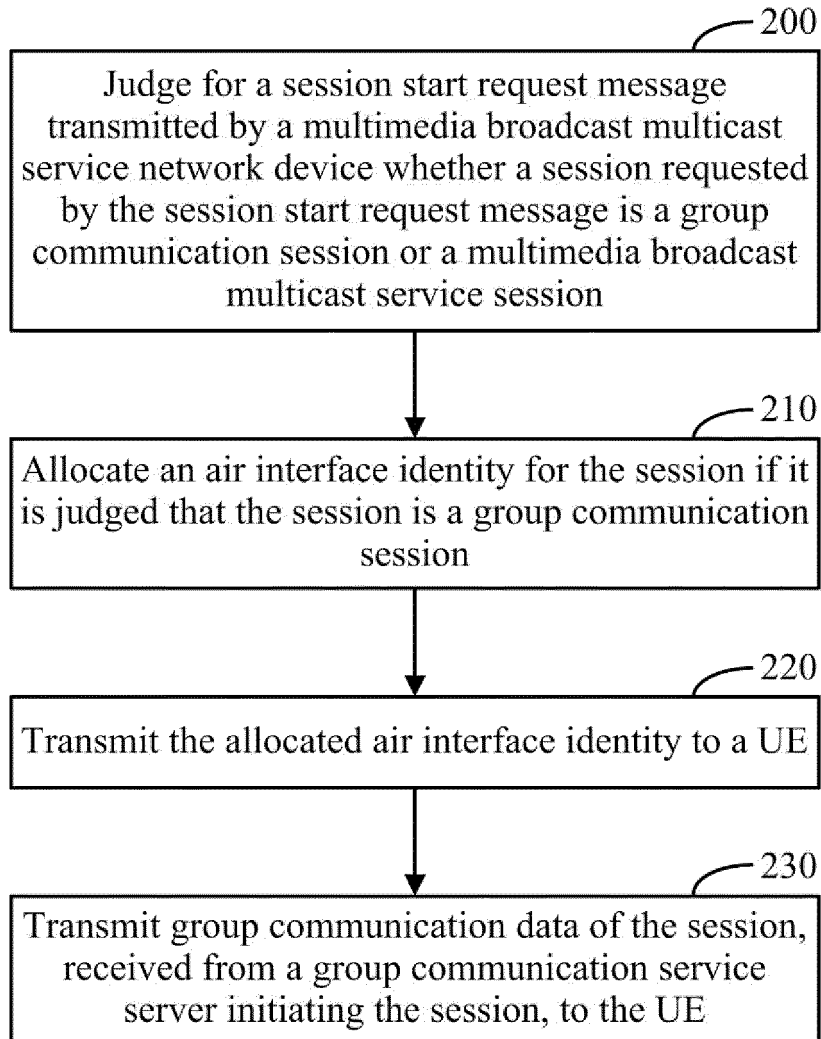 200
Judge for a session start request message
transmitted by a multimedia broadcast multicast
service network device whether a session requested
by the session start request message is a group
communication session or a multimedia broadcast
multicast service session
210
Allocate an air interface identity for the session if it
is judged that the session is a group communication
session
220
Transmit the allocated air interface identity to a UE
230
Transmit group communication data of the session,
received from a group communication service
server initiating the session, to the UE